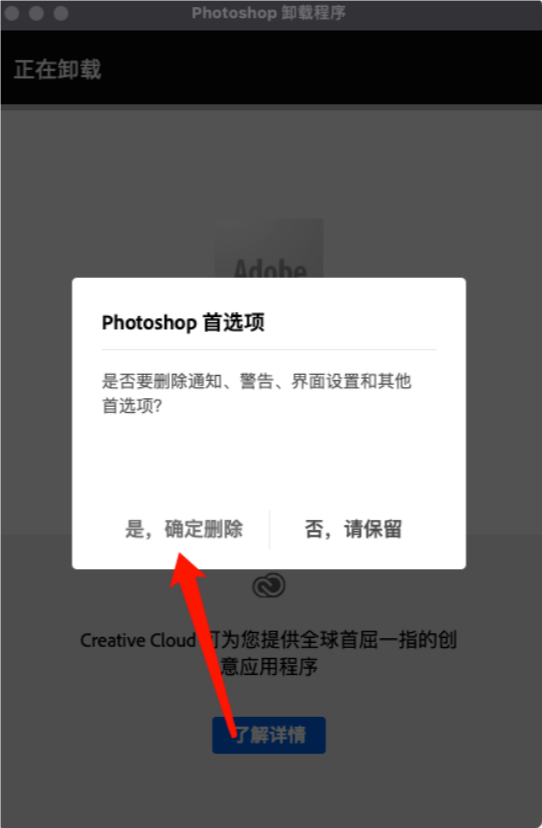 Photoshop 卸载程序
正在卸载
Adobe
Photoshop 首选项
是否要删除通知、警告、界面设置和其他
首选项?
是，确定删除
否，请保留
Creative Cloud 可为您提供全球首屈一指的创
意应用程序
了解详情